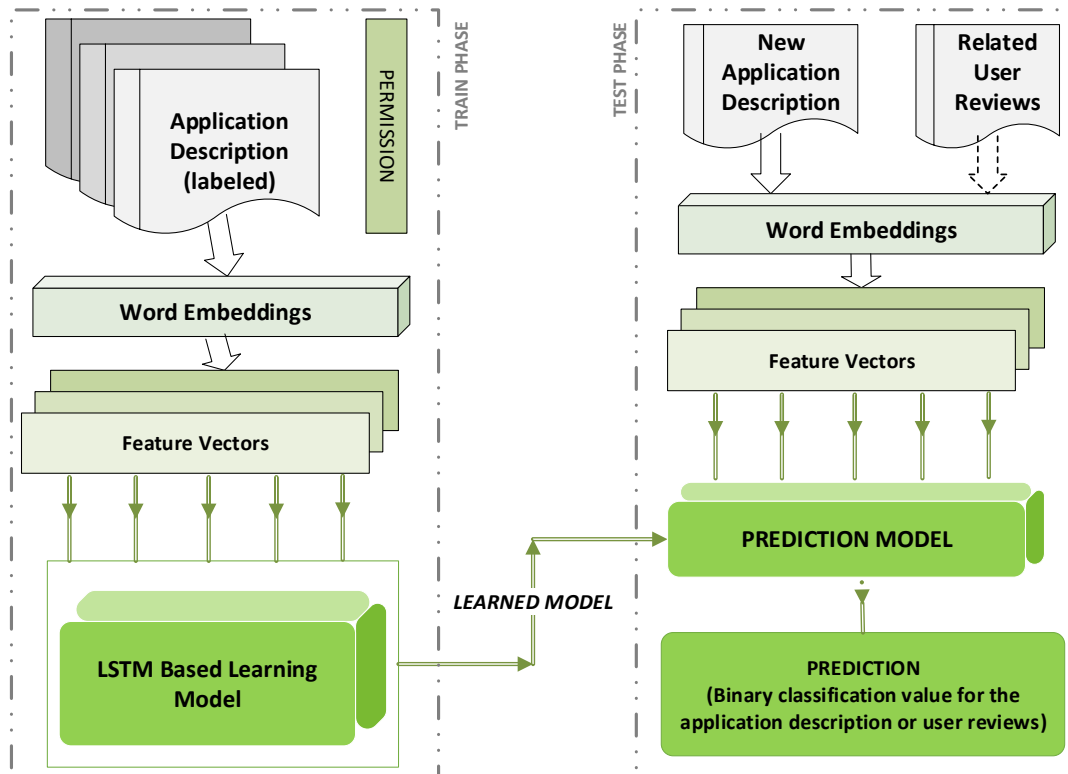 Application
Description
(labeled)
PERMISSION
TRAIN PHASE
Word Embeddings
Feature Vectors
LSTM Based Learning
Model
LEARNED MODEL
TEST PHASE
New
Application
Description
Related
User
Reviews
Word Embeddings
Feature Vectors
PREDICTION MODEL
PREDICTION
(Binary classification value for the
application description or user reviews)